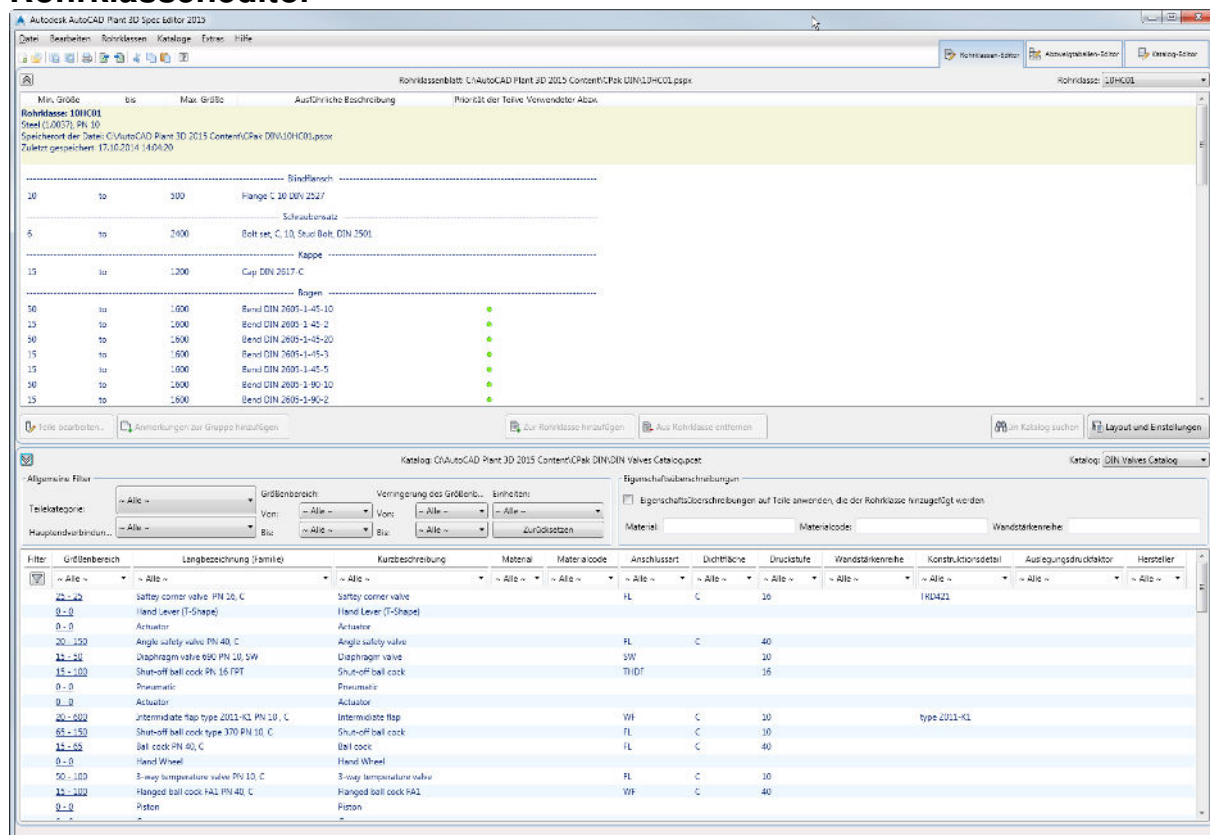 Rohrklasseneditor
Autodesk AutoCAD Plant 3D Spec Editor 2015
Datei Bearbeiten Rohrklassen Kataloge Extras Hilfe
Rohrklassen-Editor Abzweigtabellen-Editor Katalog-Editor
Rohrklassenblatt: C:\AutoCAD Plant 3D 2015 Content\CPak DIN\10HC01.pspx Rohrklasse: 10HC01
Min. Größe bis Max. Größe Ausführliche Beschreibung Priorität der Teilve Verwendeter Abzw.
Rohrklasse: 10HC01
Steel (1.0037), PN 10
Speicherort der Datei: C:\AutoCAD Plant 3D 2015 Content\CPak DIN\10HC01.pspx
Zuletzt gespeichert: 17.10.2014 14:04:20
Blindflansch
10 to 500 Flange C 10 DIN 2527
Schraubensatz
6 to 2400 Bolt set, C, 10, Stud Bolt, DIN 2501
Kappe
15 to 1200 Cap DIN 2617-C
Bogen
50 to 1600 Bend DIN 2605-1-45-10
15 to 1600 Bend DIN 2605-1-45-2
50 to 1600 Bend DIN 2605-1-45-20
15 to 1600 Bend DIN 2605-1-45-3
15 to 1600 Bend DIN 2605-1-45-5
50 to 1600 Bend DIN 2605-1-90-10
15 to 1600 Bend DIN 2605-1-90-2
Teile bearbeiten... Anmerkungen zur Gruppe hinzufügen Zur Rohrklasse hinzufügen Aus Rohrklasse entfernen In Katalog suchen Layout und Einstellungen
Katalog: C:\AutoCAD Plant 3D 2015 Content\CPak DIN\DIN Valves Catalog.pcat Katalog: DIN Valves Catalog
Allgemeine Filter Eigenschaftsüberschreibungen
Größenbereich: Verringerung des Größenb... Einheiten:
Teilekategorie: ~ Alle ~ Von: ~ Alle ~ Von: ~ Alle ~ ~ Alle ~ Eigenschaftsüberschreibungen auf Teile anwenden, die der Rohrklasse hinzugefügt werden
Hauptendverbindun... ~ Alle ~ Bis: ~ Alle ~ Bis: ~ Alle ~ Zurücksetzen Material: Materialcode: Wandstärkenreihe:
Filter Größenbereich Langbezeichnung (Familie) Kurzbeschreibung Material Materialcode Anschlussart Dichtfläche Druckstufe Wandstärkenreihe Konstruktionsdetail Auslegungsdruckfaktor Hersteller
~ Alle ~ ~ Alle ~ ~ Alle ~ ~ Alle ~ ~ Alle ~ ~ Alle ~ ~ Alle ~ ~ Alle ~ ~ Alle ~ ~ Alle ~ ~ Alle ~ ~ Alle ~
25 - 25 Saftey corner valve PN 16, C Saftey corner valve FL C 16 TRD421
0 - 0 Hand Lever (T-Shape) Hand Lever (T-Shape)
0 - 0 Actuator Actuator
20 - 150 Angle safety valve PN 40, C Angle safety valve FL C 40
15 - 50 Diaphragm valve 690 PN 10, SW Diaphragm valve SW 10
15 - 100 Shut-off ball cock PN 16 FPT Shut-off ball cock THDF 16
0 - 0 Pneumatic Pneumatic
0 - 0 Actuator Actuator
20 - 600 Intermidiate flap type 2011-K1 PN 10 , C Intermidiate flap WF C 10 type 2011-K1
65 - 150 Shut-off ball cock type 370 PN 10, C Shut-off ball cock FL C 10
15 - 65 Ball cock PN 40, C Ball cock FL C 40
0 - 0 Hand Wheel Hand Wheel
50 - 100 3-way temperature valve PN 10, C 3-way temperature valve FL C 10
15 - 100 Flanged ball cock FA1 PN 40, C Flanged ball cock FA1 WF C 40
0 - 0 Piston Piston